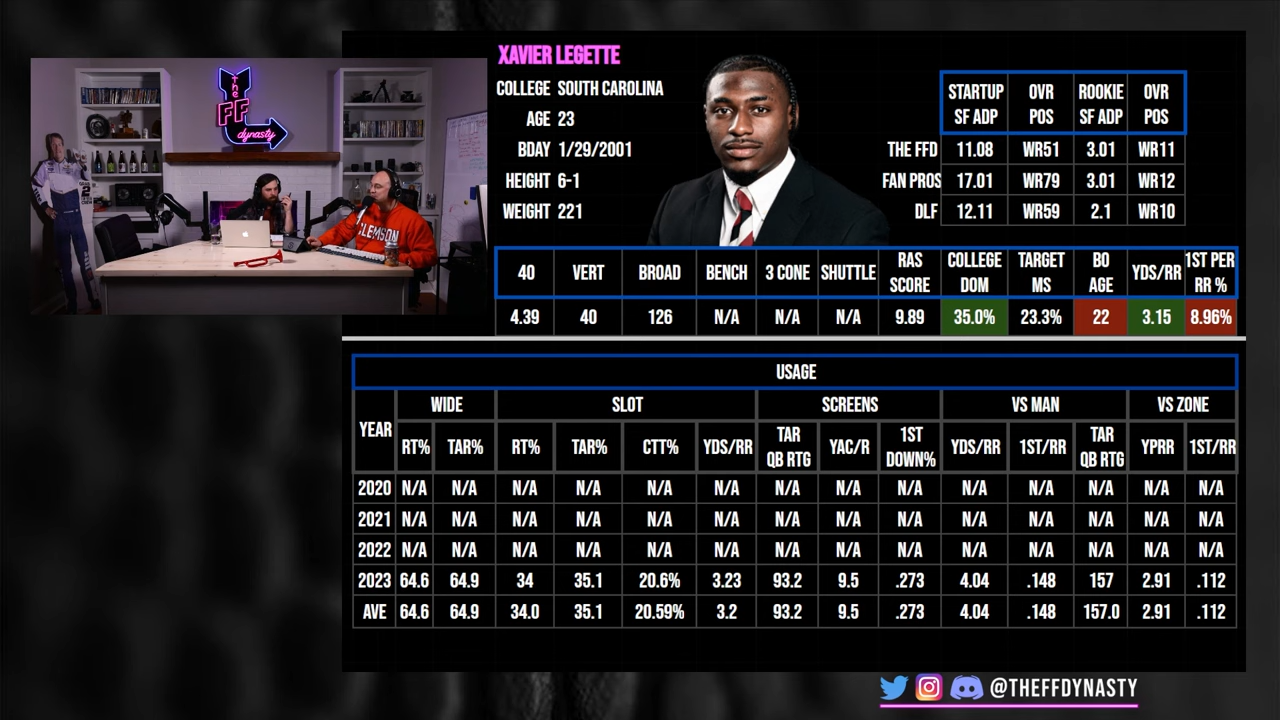 The
FF
dynasty
CLEMSON
XAVIER LEGETTE
COLLEGE SOUTH CAROLINA
AGE 23
BDAY 1/29/2001
HEIGHT 6-1
WEIGHT 221
STARTUP SF ADP OVR POS ROOKIE SF ADP OVR POS
THE FFD 11.08 WR51 3.01 WR11
FAN PROS 17.01 WR79 3.01 WR12
DLF 12.11 WR59 2.1 WR10
40 VERT BROAD BENCH 3 CONE SHUTTLE RAS SCORE COLLEGE DOM TARGET MS BO AGE YDS/RR 1ST PER RR %
4.39 40 126 N/A N/A N/A 9.89 35.0% 23.3% 22 3.15 8.96%
USAGE
YEAR WIDE SLOT SCREENS VS MAN VS ZONE
RT% TAR% RT% TAR% CTT% YDS/RR TAR QB RTG YAC/R 1ST DOWN% YDS/RR 1ST/RR TAR QB RTG YPRR 1ST/RR
2020 N/A N/A N/A N/A N/A N/A N/A N/A N/A N/A N/A N/A N/A N/A
2021 N/A N/A N/A N/A N/A N/A N/A N/A N/A N/A N/A N/A N/A N/A
2022 N/A N/A N/A N/A N/A N/A N/A N/A N/A N/A N/A N/A N/A N/A
2023 64.6 64.9 34 35.1 20.6% 3.23 93.2 9.5 .273 4.04 .148 157 2.91 .112
AVE 64.6 64.9 34.0 35.1 20.59% 3.2 93.2 9.5 .273 4.04 .148 157.0 2.91 .112
@THEFFDYNASTY